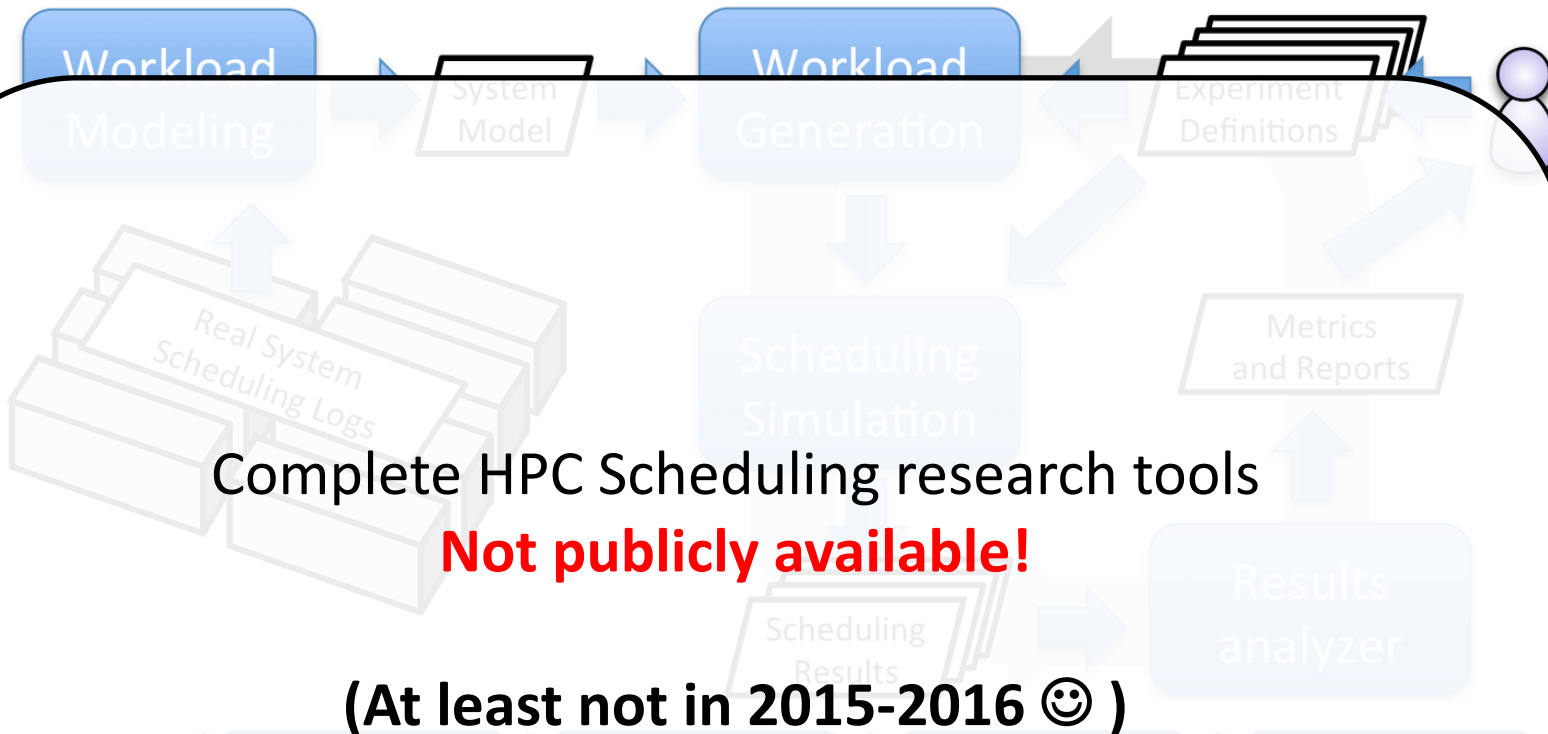 Workload
Modeling
System
Model
Workload
Generation
Experiment
Definitions
Real System
Scheduling Logs
Scheduling
Simulation
Metrics
and Reports
Complete HPC Scheduling research tools
Not publicly available!
Results
analyzer
Scheduling
Results
(At least not in 2015-2016 ☺ )